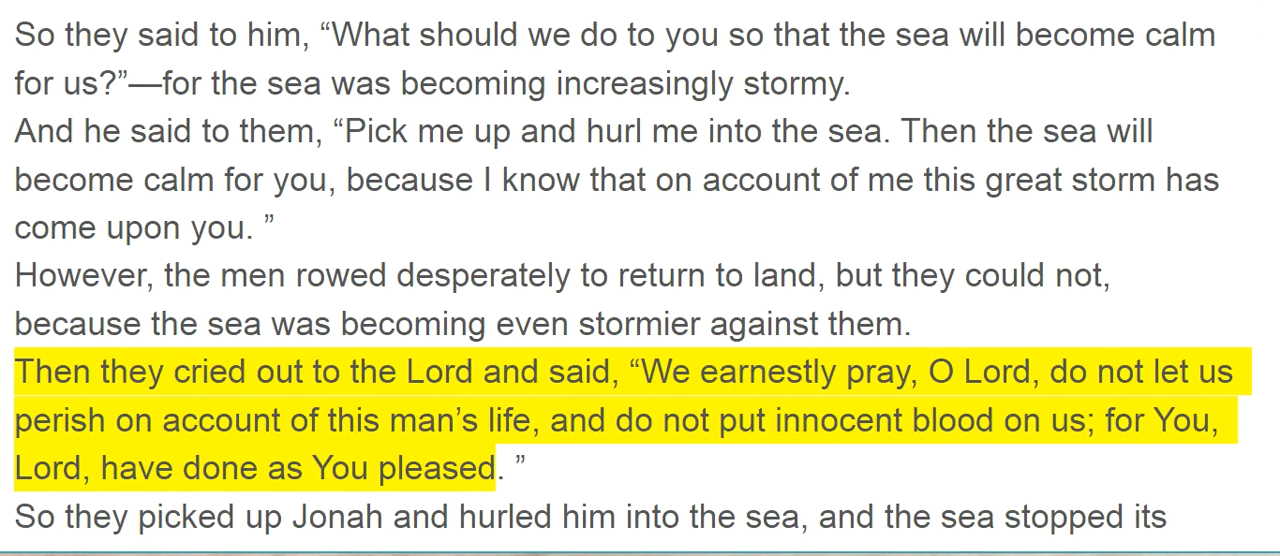 So they said to him, “What should we do to you so that the sea will become calm
for us?”—for the sea was becoming increasingly stormy.
And he said to them, “Pick me up and hurl me into the sea. Then the sea will
become calm for you, because I know that on account of me this great storm has
come upon you. ”
However, the men rowed desperately to return to land, but they could not,
because the sea was becoming even stormier against them.
Then they cried out to the Lord and said, “We earnestly pray, O Lord, do not let us
perish on account of this man’s life, and do not put innocent blood on us; for You,
Lord, have done as You pleased. ”
So they picked up Jonah and hurled him into the sea, and the sea stopped its